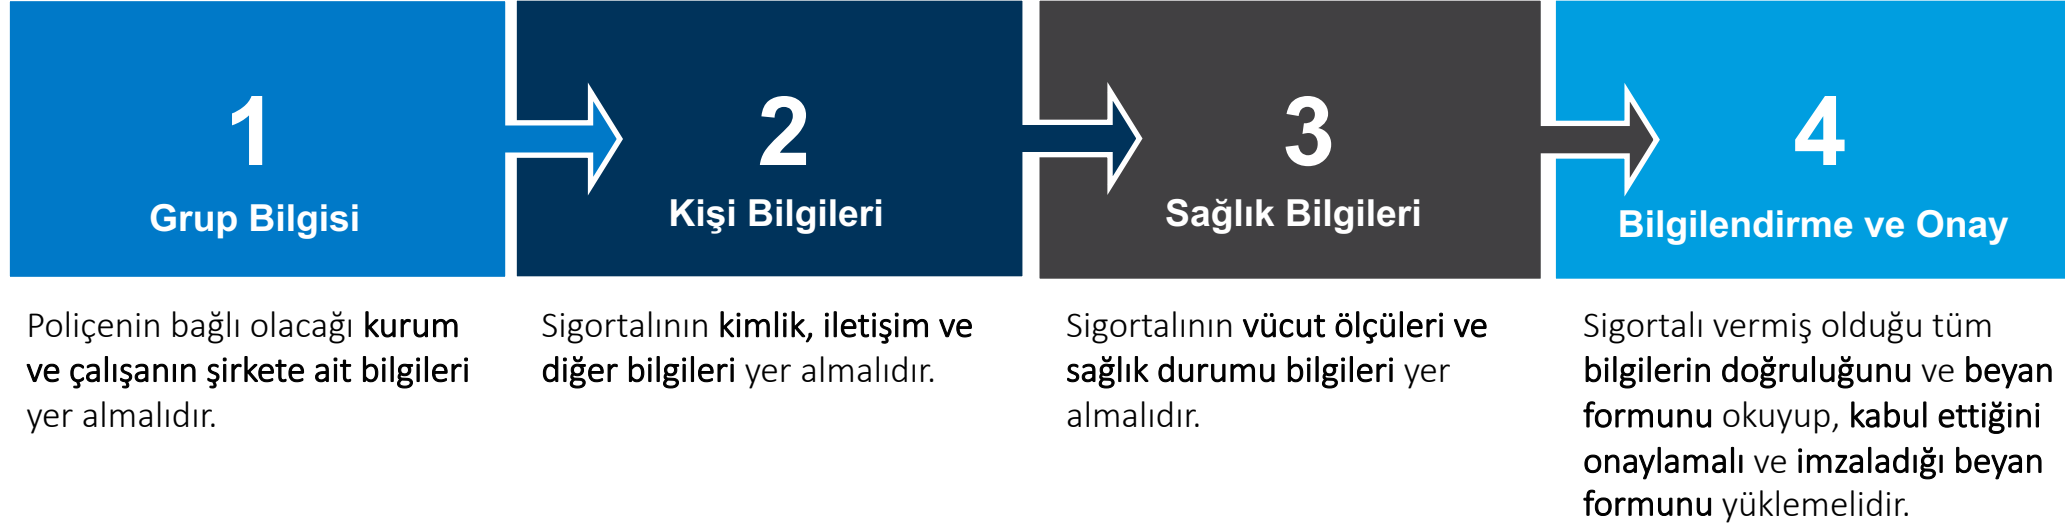 1
Grup Bilgisi
Poliçenin bağlı olacağı kurum
ve çalışanın şirkete ait bilgileri
yer almalıdır.
2
Kişi Bilgileri
Sigortalının kimlik, iletişim ve
diğer bilgileri yer almalıdır.
3
Sağlık Bilgileri
Sigortalının vücut ölçüleri ve
sağlık durumu bilgileri yer
almalıdır.
4
Bilgilendirme ve Onay
Sigortalı vermiş olduğu tüm
bilgilerin doğruluğunu ve beyan
formunu okuyup, kabul ettiğini
onaylamalı ve imzaladığı beyan
formunu yüklemelidir.